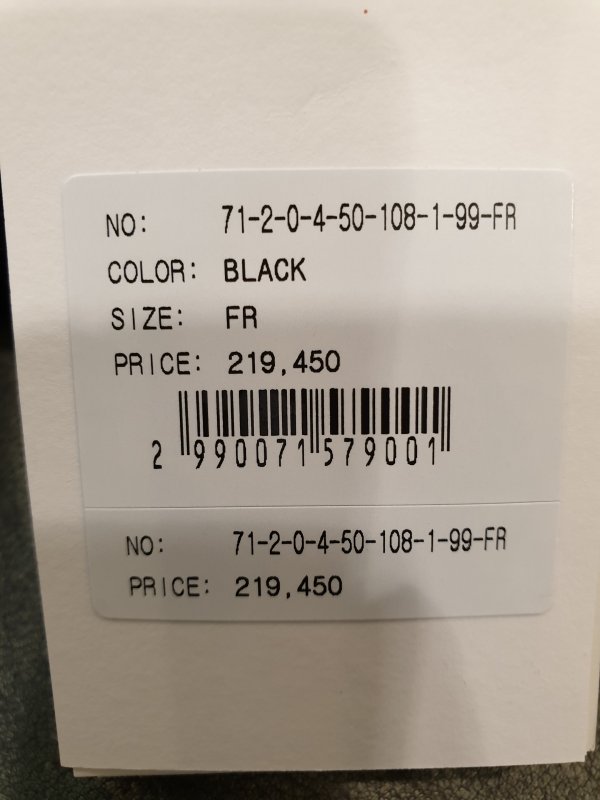 NO: 71-2-0-4-50-108-1-99-FR
COLOR: BLACK
SIZE: FR
PRICE: 219,450
2 990071 579001
NO: 71-2-0-4-50-108-1-99-FR
PRICE: 219,450